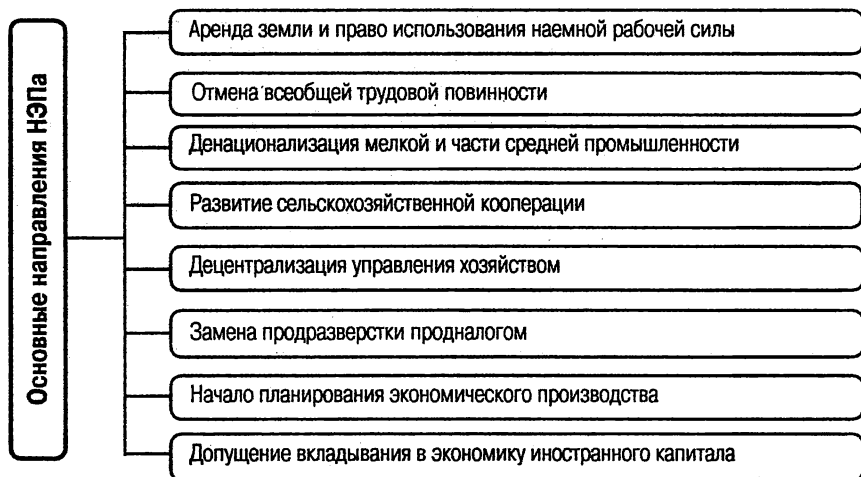 Основные направления НЭПа
Аренда земли и право использования наемной рабочей силы
Отмена всеобщей трудовой повинности
Денационализация мелкой и части средней промышленности
Развитие сельскохозяйственной кооперации
Децентрализация управления хозяйством
Замена продразверстки продналогом
Начало планирования экономического производства
Допущение вкладывания в экономику иностранного капитала